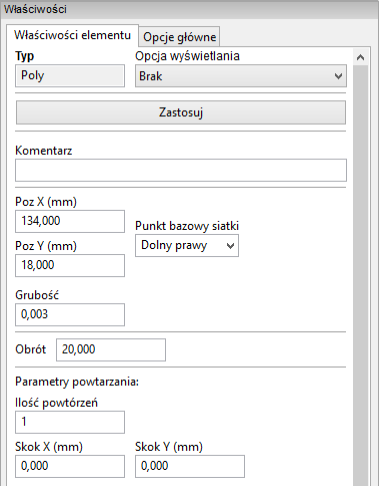 Właściwości
Właściwości elementu Opcje główne
Typ Opcja wyświetlania
Poly Brak
Zastosuj
Komentarz
Poz X (mm)
134,000
Punkt bazowy siatki
Poz Y (mm) Dolny prawy
18,000
Grubość
0,003
Obrót 20,000
Parametry powtarzania:
Ilość powtórzeń
1
Skok X (mm) Skok Y (mm)
0,000 0,000